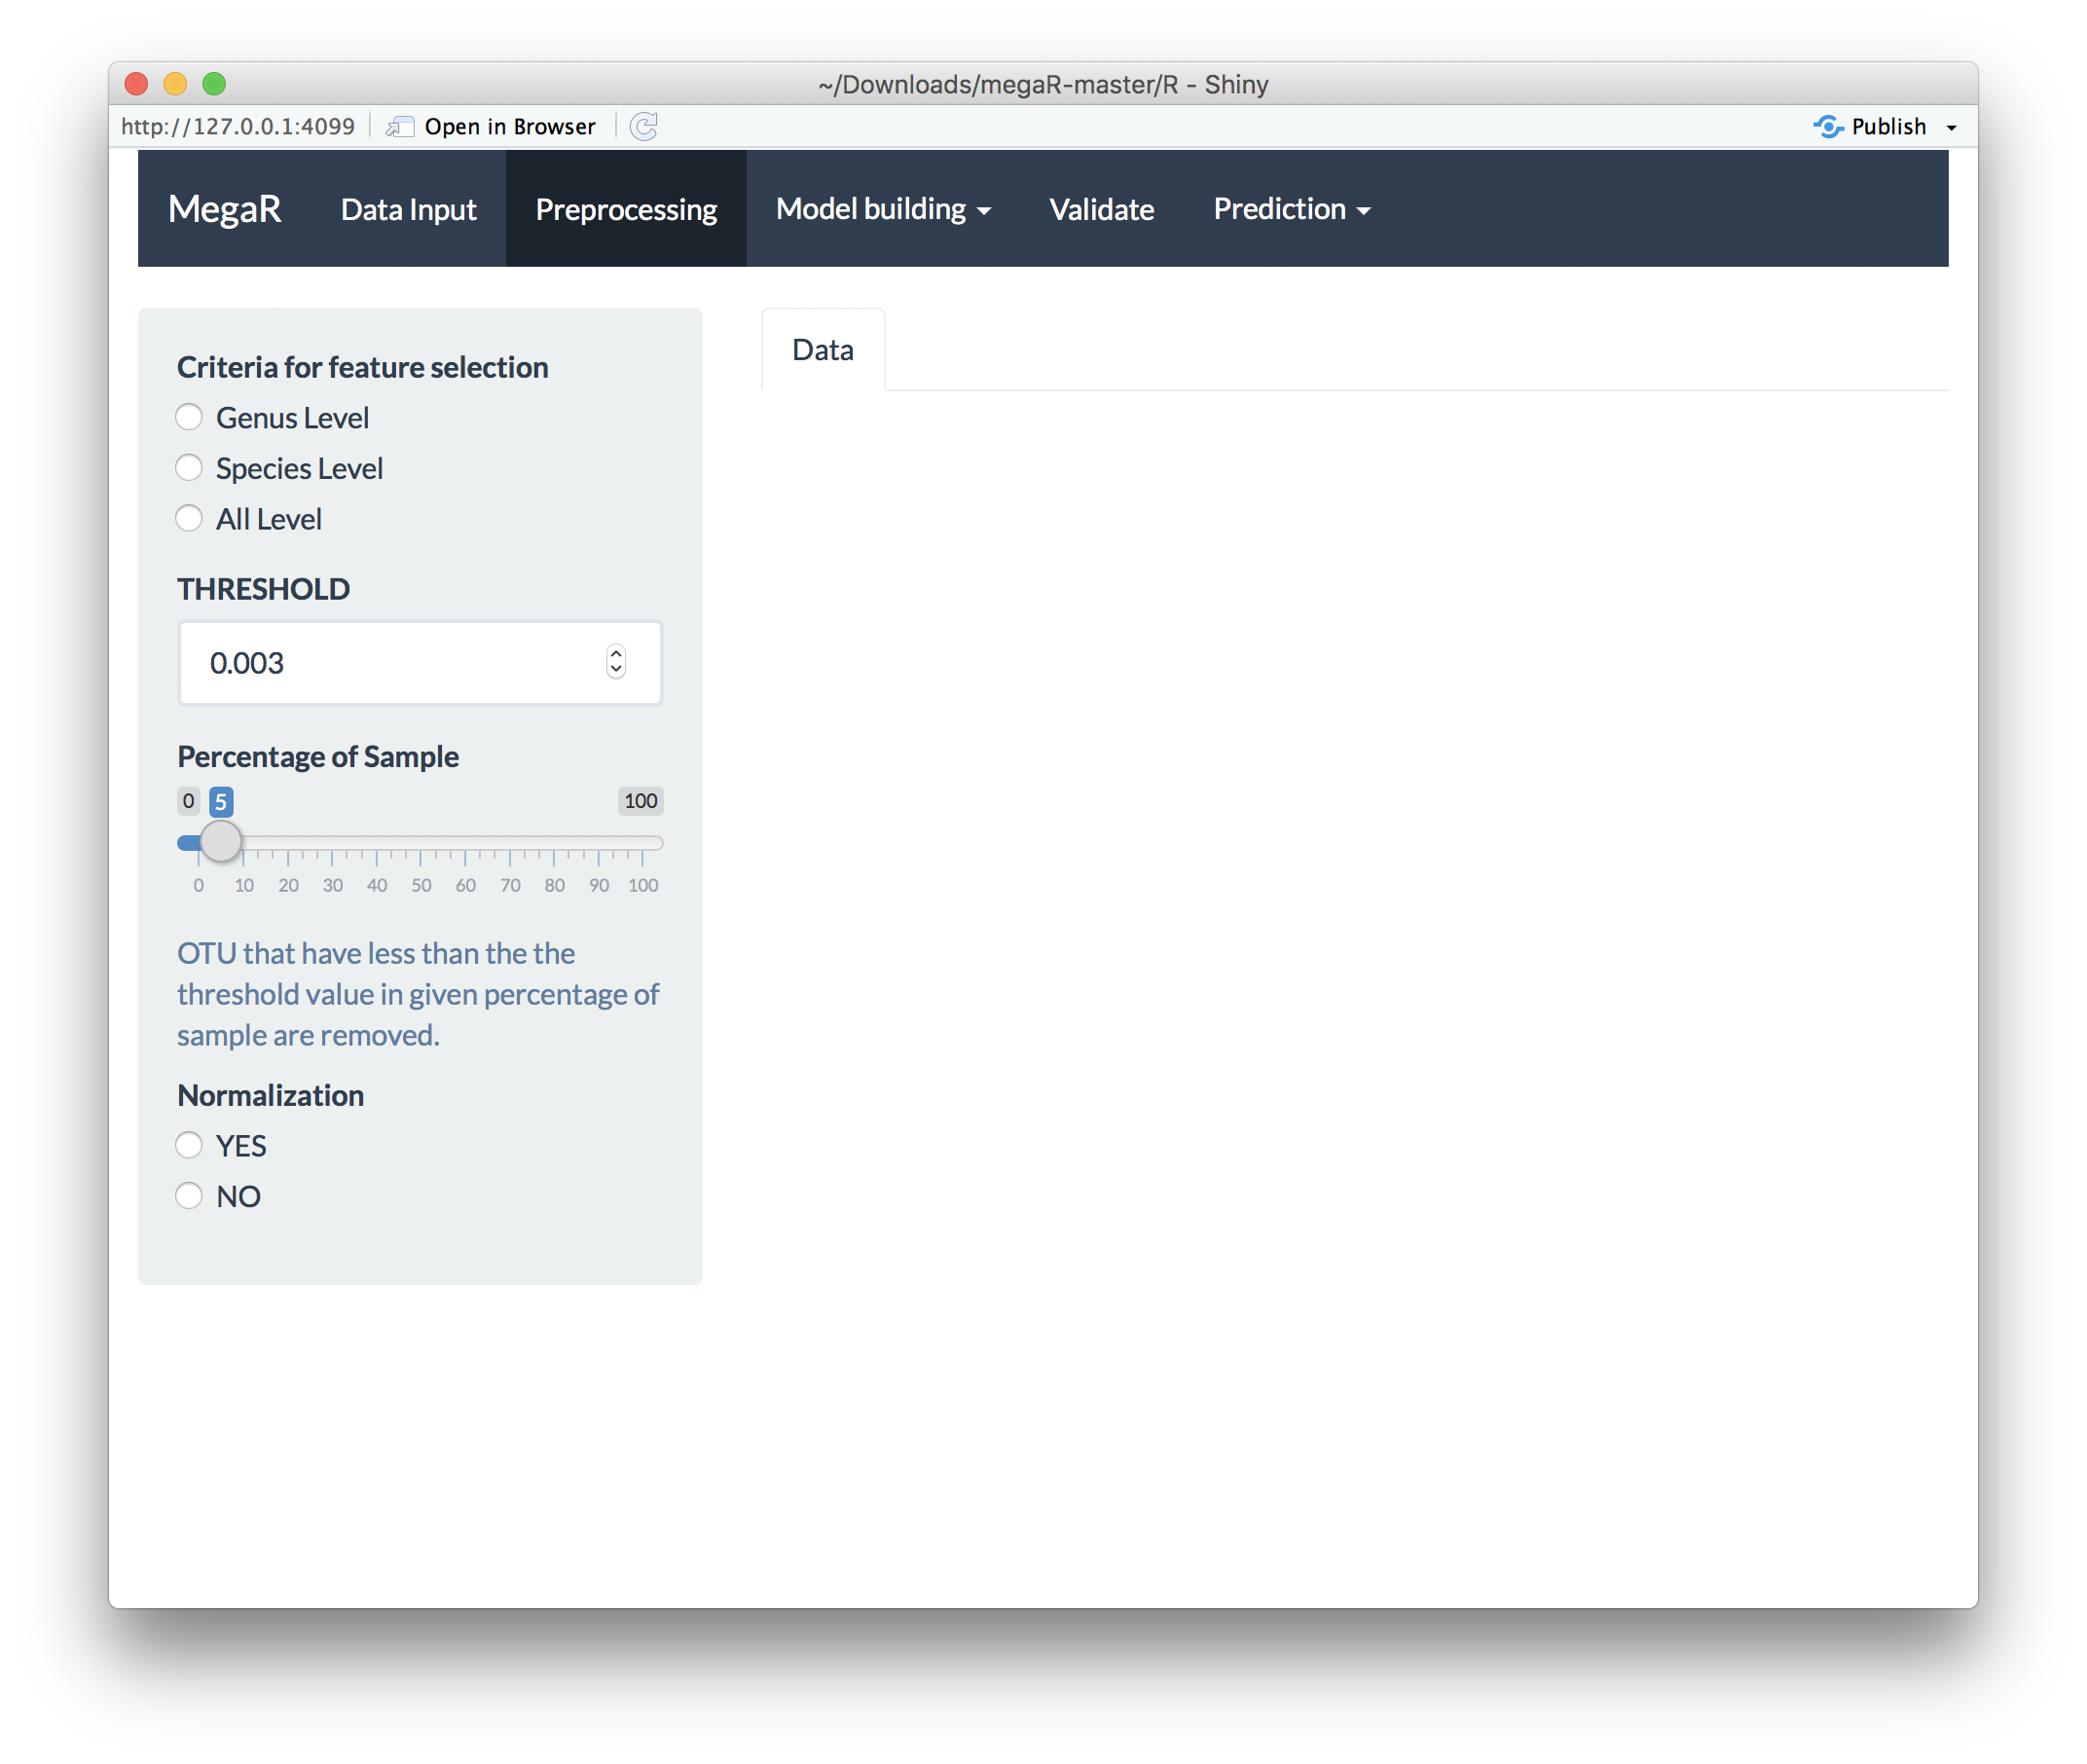 ~/Downloads/megaR-master/R - Shiny
http://127.0.0.1:4099 Open in Browser Publish
MegaR Data Input Preprocessing Model building Validate Prediction
Data
Criteria for feature selection
Genus Level
Species Level
All Level
THRESHOLD
0.003
Percentage of Sample
0 5 100
0 10 20 30 40 50 60 70 80 90 100
OTU that have less than the the
threshold value in given percentage of
sample are removed.
Normalization
YES
NO